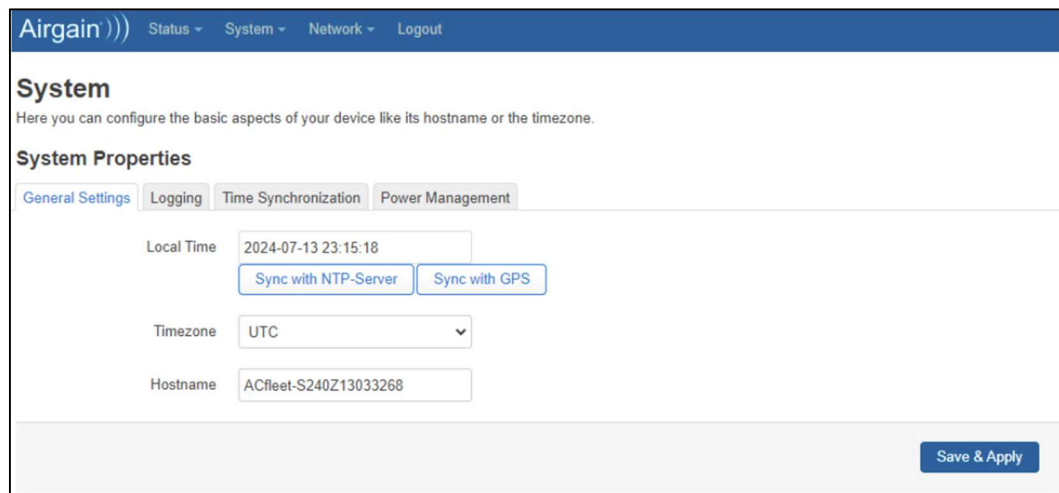 Airgain))) Status System Network Logout
System
Here you can configure the basic aspects of your device like its hostname or the timezone.
System Properties
General Settings Logging Time Synchronization Power Management
Local Time 2024-07-13 23:15:18
Sync with NTP-Server Sync with GPS
Timezone UTC
Hostname ACfleet-S240Z13033268
Save & Apply